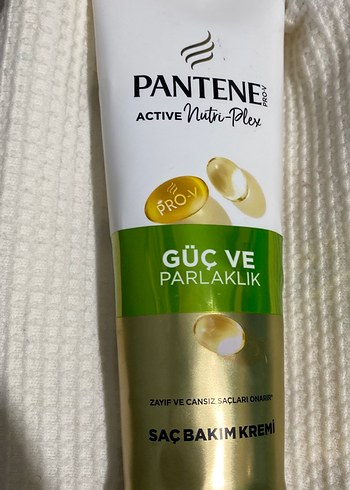 PANTENE
PRO-V
ACTIVE Nutri-Plex
PRO-V
GÜÇ VE
PARLAKLIK
ZAYIF VE CANSIZ SAÇLARI ONARIR*
SAÇ BAKIM KREMİ